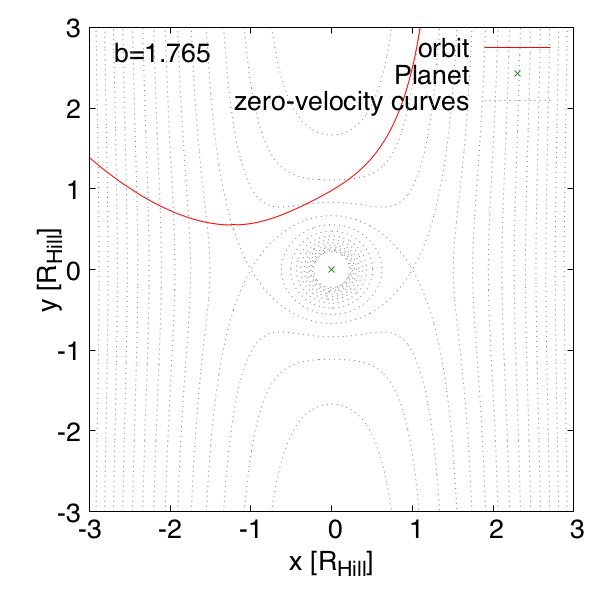 b=1.765
orbit
Planet
zero-velocity curves
y [R_Hill]
3
2
1
0
-1
-2
-3
-3 -2 -1 0 1 2 3
x [R_Hill]